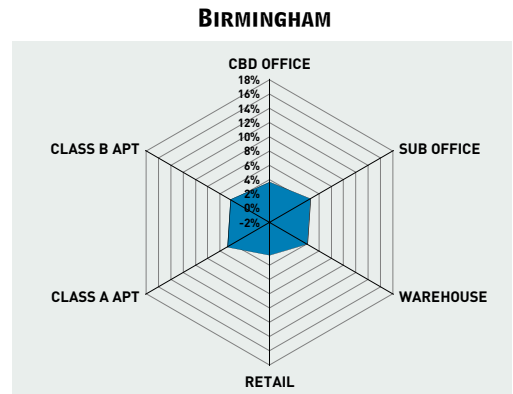 BIRMINGHAM
CBD OFFICE
18%
16%
14%
12%
10%
8%
6%
4%
2%
0%
-2%
CLASS B APT
SUB OFFICE
CLASS A APT
WAREHOUSE
RETAIL